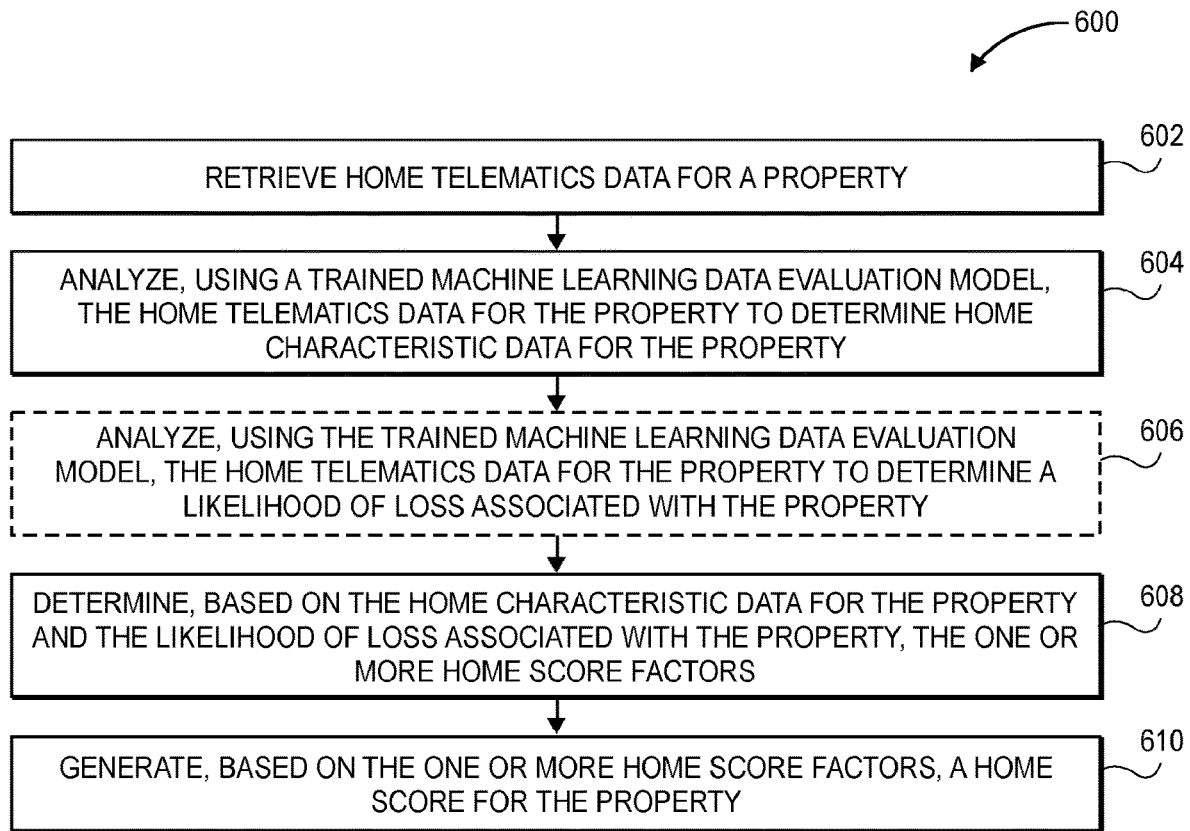 600
602
RETRIEVE HOME TELEMATICS DATA FOR A PROPERTY
604
ANALYZE, USING A TRAINED MACHINE LEARNING DATA EVALUATION MODEL,
THE HOME TELEMATICS DATA FOR THE PROPERTY TO DETERMINE HOME
CHARACTERISTIC DATA FOR THE PROPERTY
606
ANALYZE, USING THE TRAINED MACHINE LEARNING DATA EVALUATION
MODEL, THE HOME TELEMATICS DATA FOR THE PROPERTY TO DETERMINE A
LIKELIHOOD OF LOSS ASSOCIATED WITH THE PROPERTY
608
DETERMINE, BASED ON THE HOME CHARACTERISTIC DATA FOR THE PROPERTY
AND THE LIKELIHOOD OF LOSS ASSOCIATED WITH THE PROPERTY, THE ONE OR
MORE HOME SCORE FACTORS
610
GENERATE, BASED ON THE ONE OR MORE HOME SCORE FACTORS, A HOME
SCORE FOR THE PROPERTY